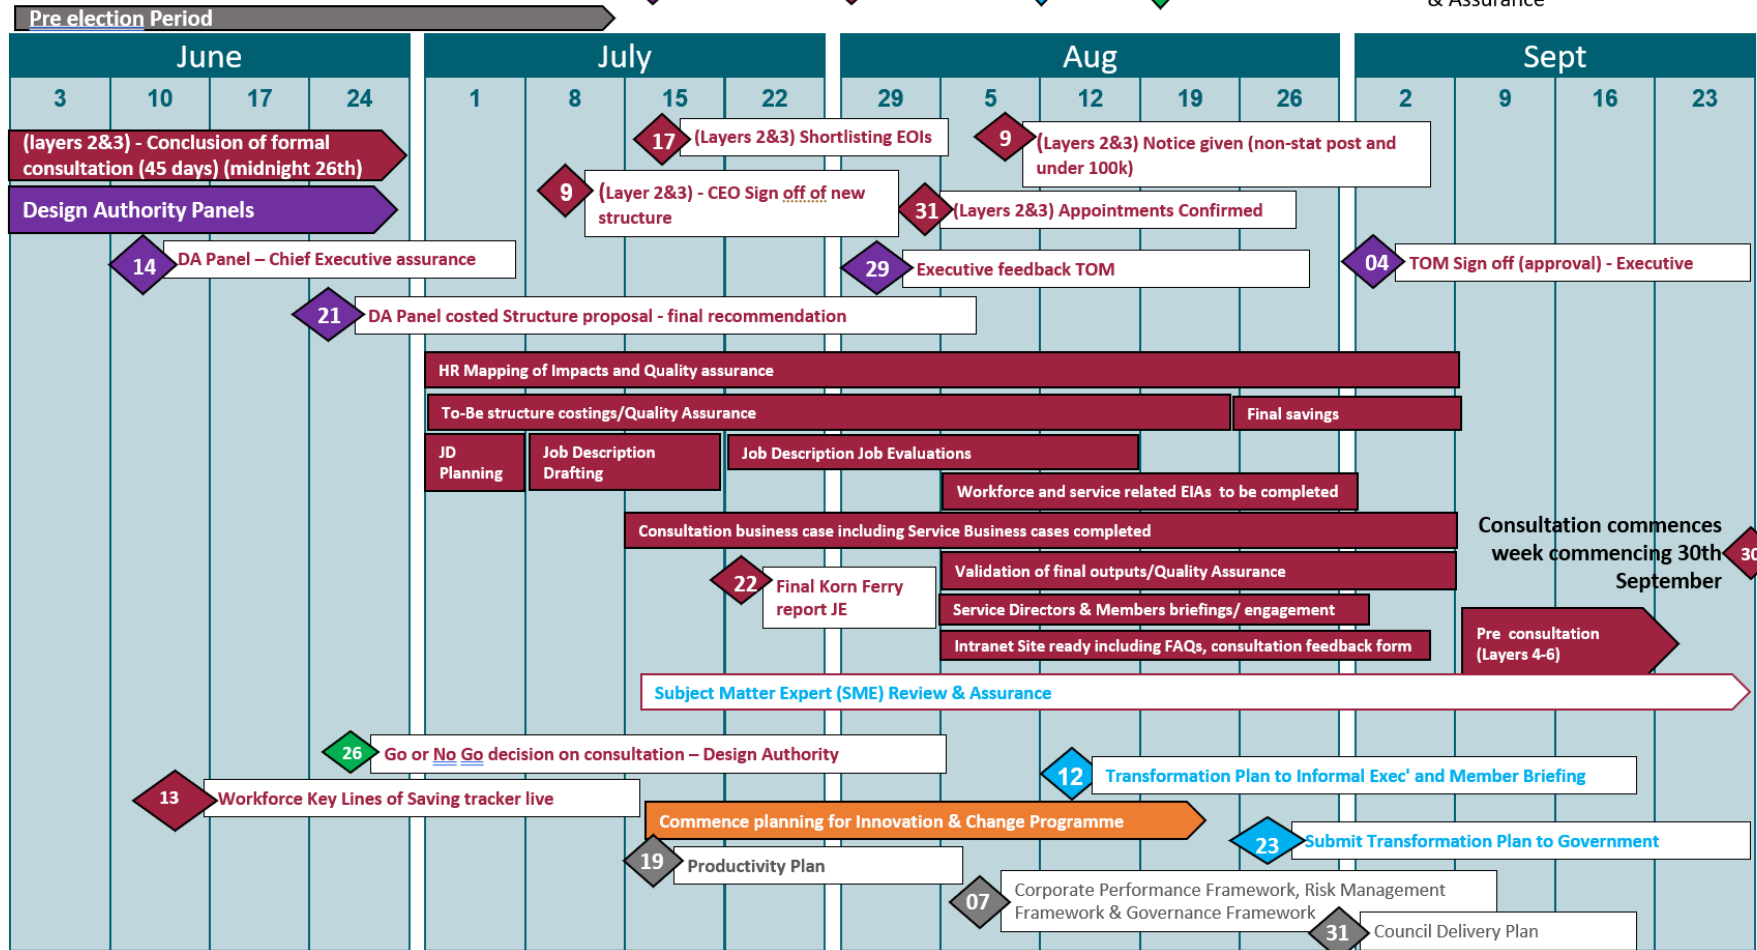 & Assurance
Pre election Period
June
July
Aug
Sept
3
10
17
24
1
8
15
22
29
5
12
19
26
2
9
16
23
(layers 2&3) - Conclusion of formal
consultation (45 days) (midnight 26th)
17
(Layers 2&3) Shortlisting EOIs
9
(Layers 2&3) Notice given (non-stat post and
under 100k)
Design Authority Panels
9
(Layer 2&3) - CEO Sign off of new
structure
31
(Layers 2&3) Appointments Confirmed
14
DA Panel – Chief Executive assurance
29
Executive feedback TOM
04
TOM Sign off (approval) - Executive
21
DA Panel costed Structure proposal - final recommendation
HR Mapping of Impacts and Quality assurance
To-Be structure costings/Quality Assurance
Final savings
JD
Planning
Job Description
Drafting
Job Description Job Evaluations
Workforce and service related EIAs to be completed
Consultation business case including Service Business cases completed
Consultation commences
week commencing 30th
September
30
22
Final Korn Ferry
report JE
Validation of final outputs/Quality Assurance
Service Directors & Members briefings/ engagement
Intranet Site ready including FAQs, consultation feedback form
Pre consultation
(Layers 4-6)
Subject Matter Expert (SME) Review & Assurance
26
Go or No Go decision on consultation – Design Authority
12
Transformation Plan to Informal Exec' and Member Briefing
13
Workforce Key Lines of Saving tracker live
Commence planning for Innovation & Change Programme
23
Submit Transformation Plan to Government
19
Productivity Plan
07
Corporate Performance Framework, Risk Management
Framework & Governance Framework
31
Council Delivery Plan